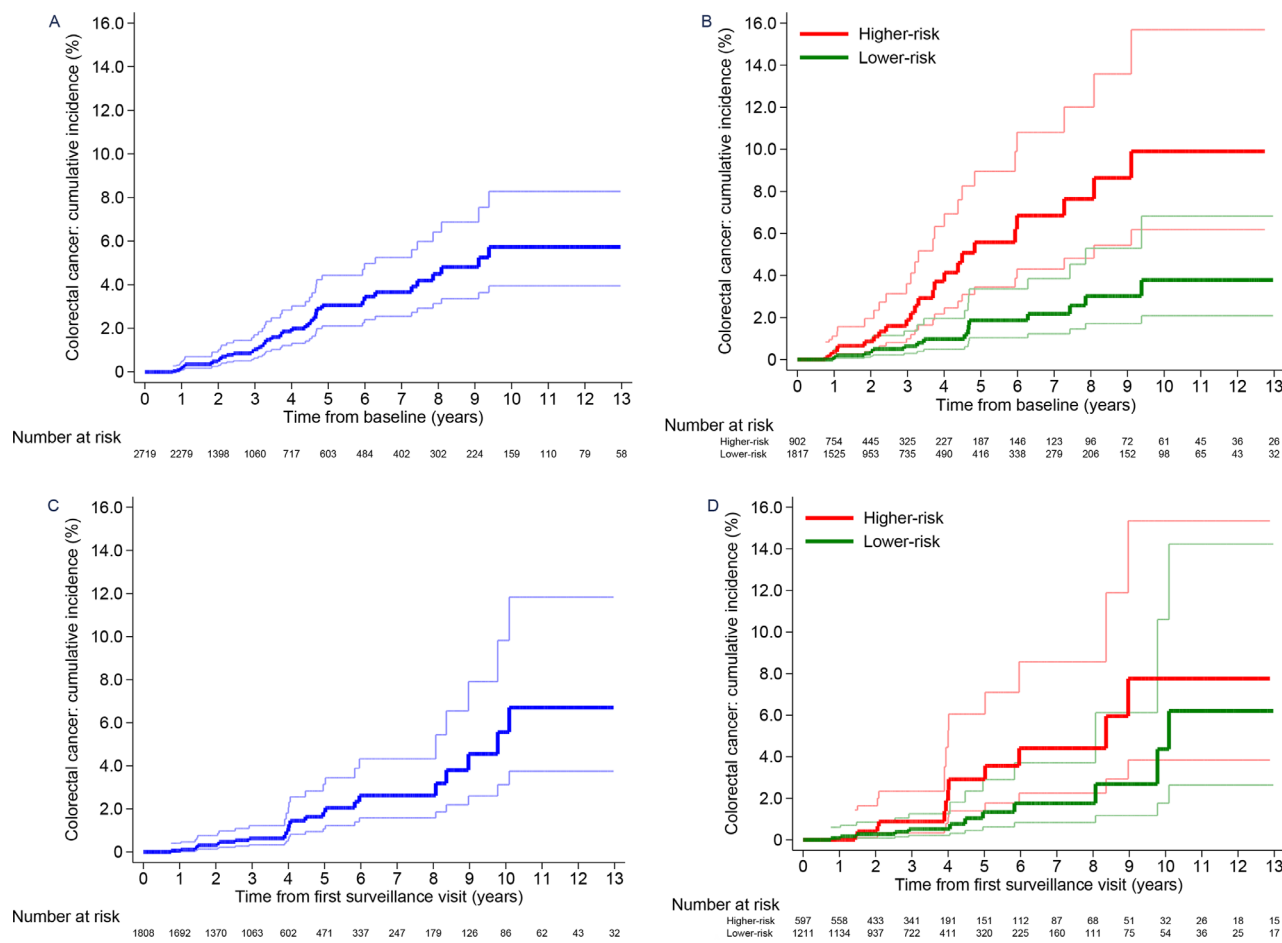 A
Colorectal cancer: cumulative incidence (%)
16.0
14.0
12.0
10.0
8.0
6.0
4.0
2.0
0
0 1 2 3 4 5 6 7 8 9 10 11 12 13
Time from baseline (years)
Number at risk
2719 2279 1398 1060 717 603 484 402 302 224 159 110 79 58
B
Higher-risk
Lower-risk
Colorectal cancer: cumulative incidence (%)
16.0
14.0
12.0
10.0
8.0
6.0
4.0
2.0
0
0 1 2 3 4 5 6 7 8 9 10 11 12 13
Time from baseline (years)
Number at risk
Higher-risk 902 754 445 325 227 187 146 123 96 72 61 45 36 26
Lower-risk 1817 1525 953 735 490 416 338 279 206 152 98 65 43 32
C
Colorectal cancer: cumulative incidence (%)
16.0
14.0
12.0
10.0
8.0
6.0
4.0
2.0
0
0 1 2 3 4 5 6 7 8 9 10 11 12 13
Time from first surveillance visit (years)
Number at risk
1808 1692 1370 1063 602 471 337 247 179 126 86 62 43 32
D
Higher-risk
Lower-risk
Colorectal cancer: cumulative incidence (%)
16.0
14.0
12.0
10.0
8.0
6.0
4.0
2.0
0
0 1 2 3 4 5 6 7 8 9 10 11 12 13
Time from first surveillance visit (years)
Number at risk
Higher-risk 597 558 433 341 191 151 112 87 68 51 32 26 18 15
Lower-risk 1211 1134 937 722 411 320 225 160 111 75 54 36 25 17